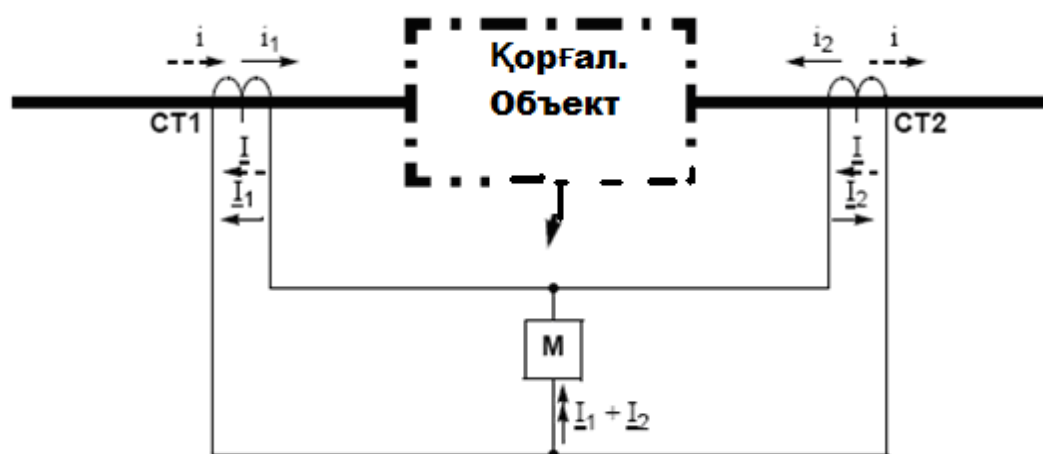 i i₁
i₂ i
Қорғал.
Объект
CT1
CT2
I
I₁
I
I₂
M
I₁ + I₂